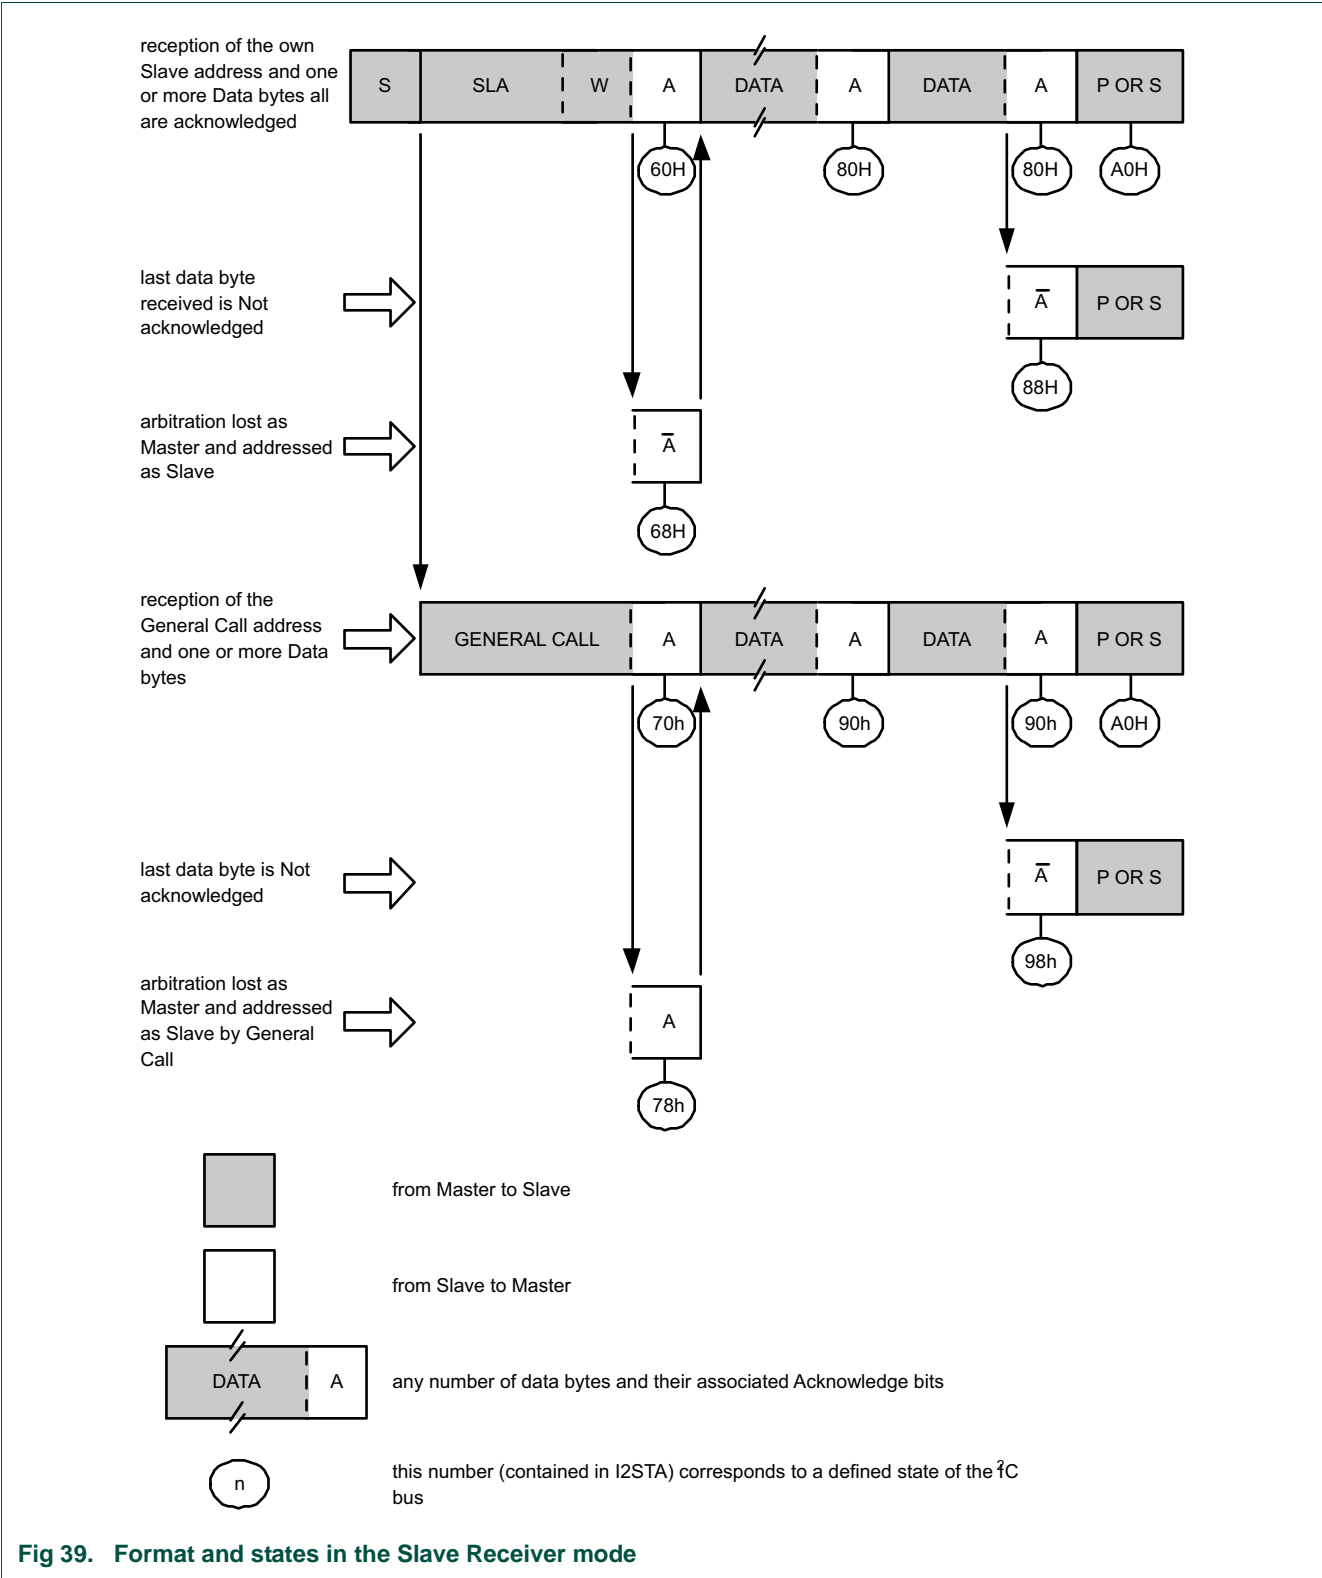 reception of the own
Slave address and one
or more Data bytes all
are acknowledged
S SLA W A DATA A DATA A P OR S
60H 80H 80H A0H
last data byte
received is Not
acknowledged
A̅ P OR S
88H
arbitration lost as
Master and addressed
as Slave
A̅
68H
reception of the
General Call address
and one or more Data
bytes
GENERAL CALL A DATA A DATA A P OR S
70h 90h 90h A0H
last data byte is Not
acknowledged
A̅ P OR S
98h
arbitration lost as
Master and addressed
as Slave by General
Call
A
78h
from Master to Slave
from Slave to Master
DATA A any number of data bytes and their associated Acknowledge bits
n this number (contained in I2STA) corresponds to a defined state of the I²C
bus
Fig 39. Format and states in the Slave Receiver mode